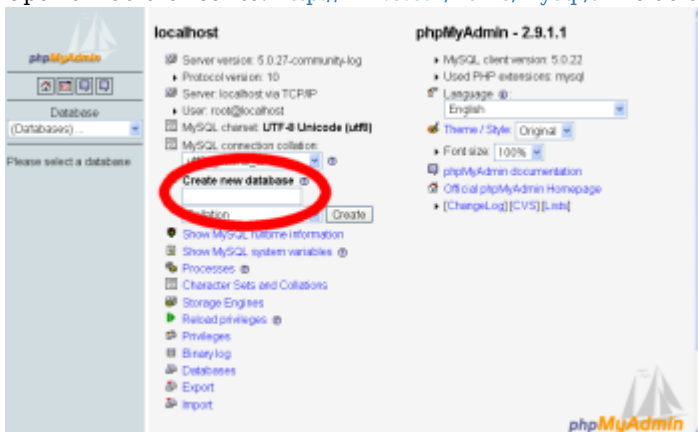 phpMyAdmin
Database
(Databases) ...
Please select a database
localhost
Server version: 5.0.27-community-log
Protocol version: 10
Server: localhost via TCP/IP
User: root@localhost
MySQL charset: UTF-8 Unicode (utf8)
MySQL connection collation:
Create new database
Collation
Create
Show MySQL runtime information
Show MySQL system variables
Processes
Character Sets and Collations
Storage Engines
Reload privileges
Privileges
Binary log
Databases
Export
Import
phpMyAdmin - 2.9.1.1
MySQL client version: 5.0.22
Used PHP extensions: mysql
Language
English
Theme / Style: Original
Font size: 100%
phpMyAdmin documentation
Official phpMyAdmin Homepage
[ChangeLog] [CVS] [Lists]
phpMyAdmin